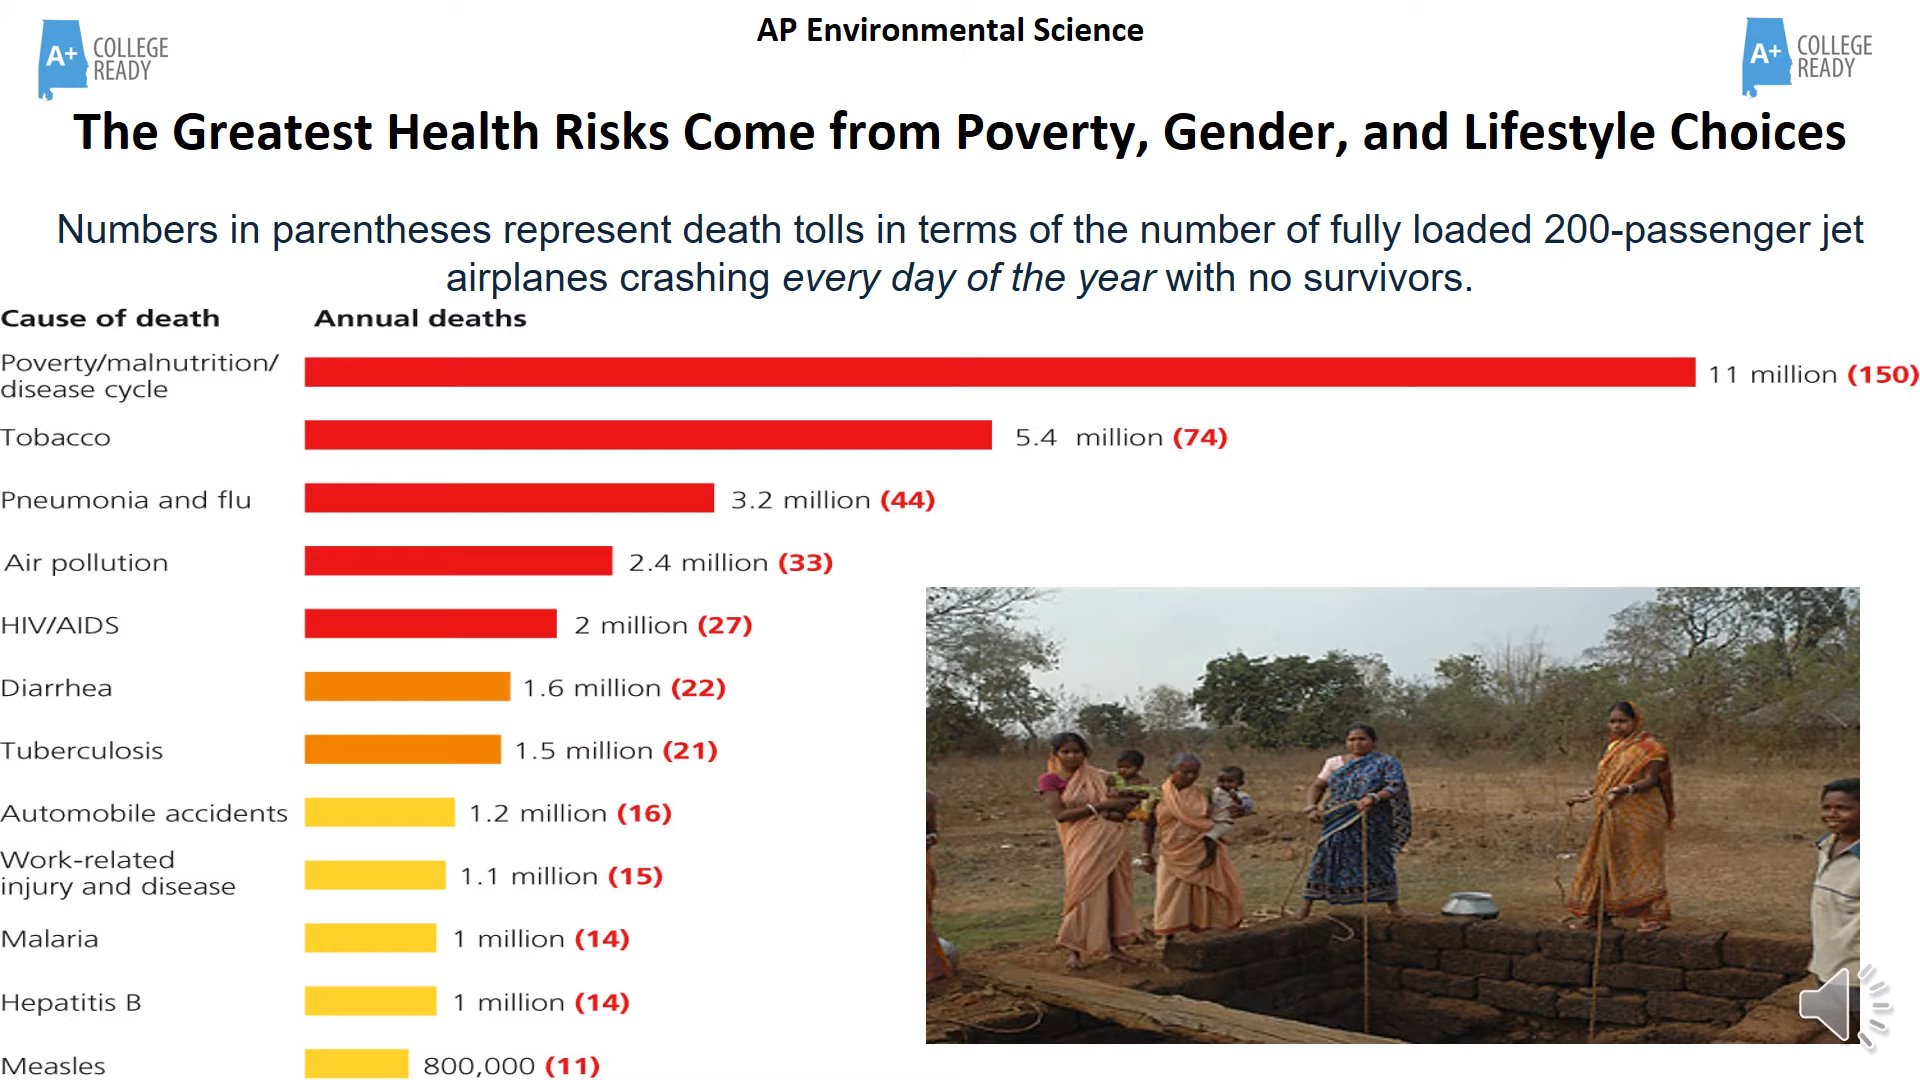 A+ COLLEGE
READY
AP Environmental Science
A+ COLLEGE
READY
The Greatest Health Risks Come from Poverty, Gender, and Lifestyle Choices
Numbers in parentheses represent death tolls in terms of the number of fully loaded 200-passenger jet
airplanes crashing every day of the year with no survivors.
Cause of death Annual deaths
Poverty/malnutrition/
disease cycle
11 million (150)
Tobacco 5.4 million (74)
Pneumonia and flu 3.2 million (44)
Air pollution 2.4 million (33)
HIV/AIDS 2 million (27)
Diarrhea 1.6 million (22)
Tuberculosis 1.5 million (21)
Automobile accidents 1.2 million (16)
Work-related
injury and disease
1.1 million (15)
Malaria 1 million (14)
Hepatitis B 1 million (14)
Measles 800,000 (11)